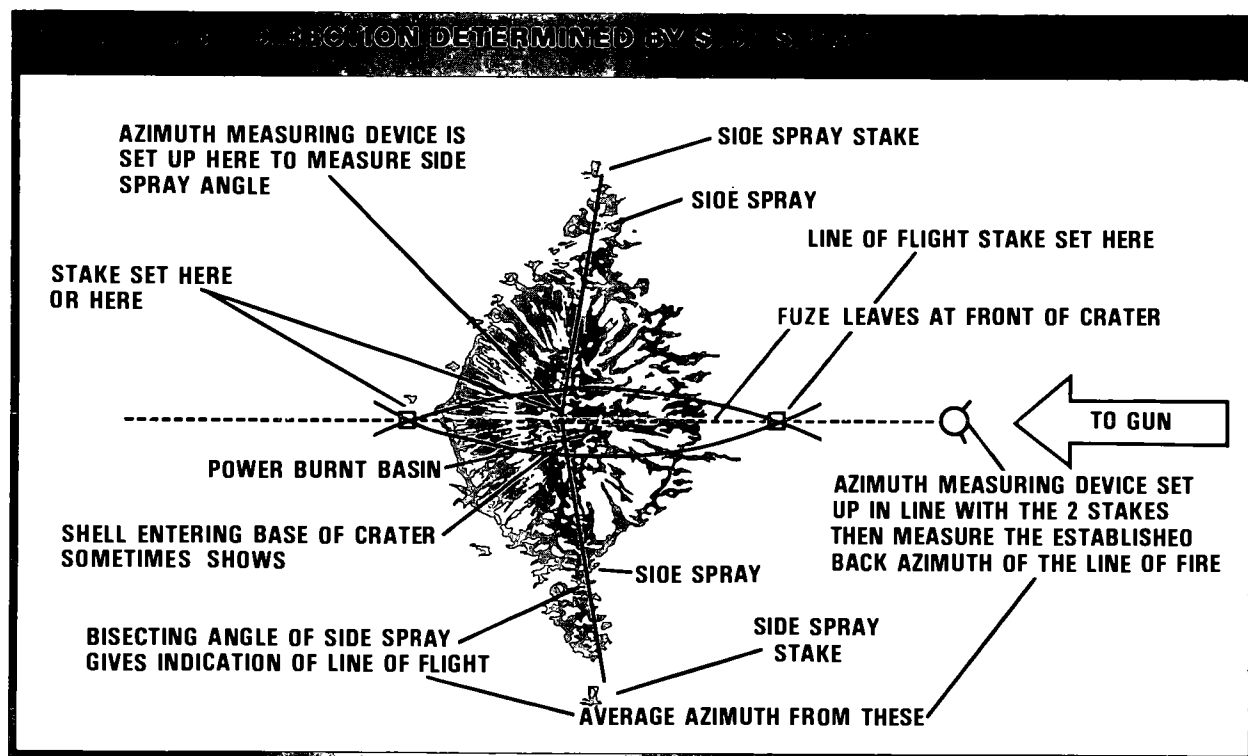 DIRECTION DETERMINED BY SIDE
AZIMUTH MEASURING DEVICE IS
SET UP HERE TO MEASURE SIDE
SPRAY ANGLE
SIOE SPRAY STAKE
SIOE SPRAY
LINE OF FLIGHT STAKE SET HERE
STAKE SET HERE
OR HERE
FUZE LEAVES AT FRONT OF CRATER
TO GUN
POWER BURNT BASIN
AZIMUTH MEASURING DEVICE SET
UP IN LINE WITH THE 2 STAKES
THEN MEASURE THE ESTABLISHEO
BACK AZIMUTH OF THE LINE OF FIRE
SHELL ENTERING BASE OF CRATER
SOMETIMES SHOWS
SIOE SPRAY
BISECTING ANGLE OF SIDE SPRAY
GIVES INDICATION OF LINE OF FLIGHT
SIDE SPRAY
STAKE
AVERAGE AZIMUTH FROM THESE